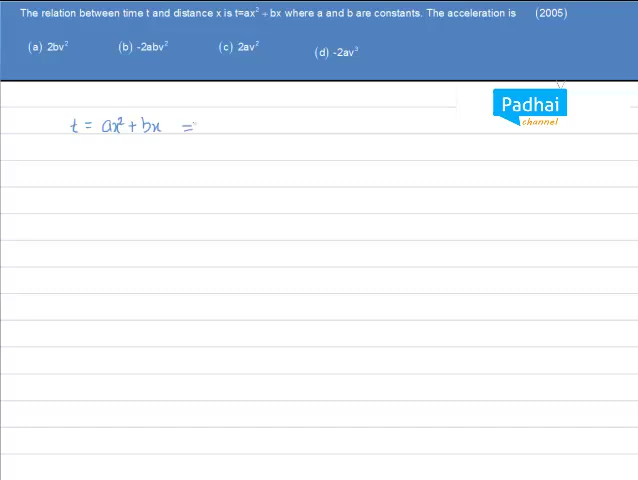 The relation between time t and distance x is t=ax² + bx where a and b are constants. The acceleration is (2005)
(a) 2bv² (b) -2abv² (c) 2av² (d) -2av³
Padhai
channel
t = ax² + bx =